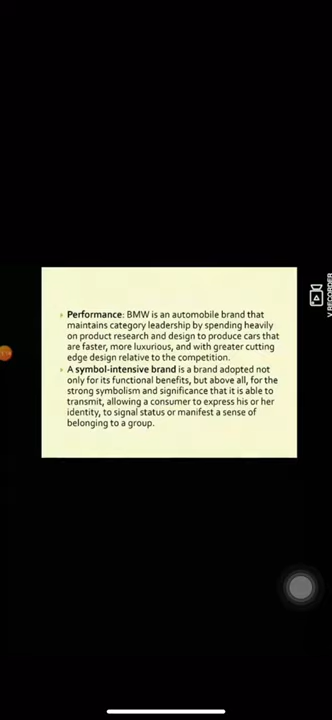 Performance: BMW is an automobile brand that
maintains category leadership by spending heavily
on product research and design to produce cars that
are faster, more luxurious, and with greater cutting
edge design relative to the competition.
A symbol-intensive brand is a brand adopted not
only for its functional benefits, but above all, for the
strong symbolism and significance that it is able to
transmit, allowing a consumer to express his or her
identity, to signal status or manifest a sense of
belonging to a group.
V RECORDER